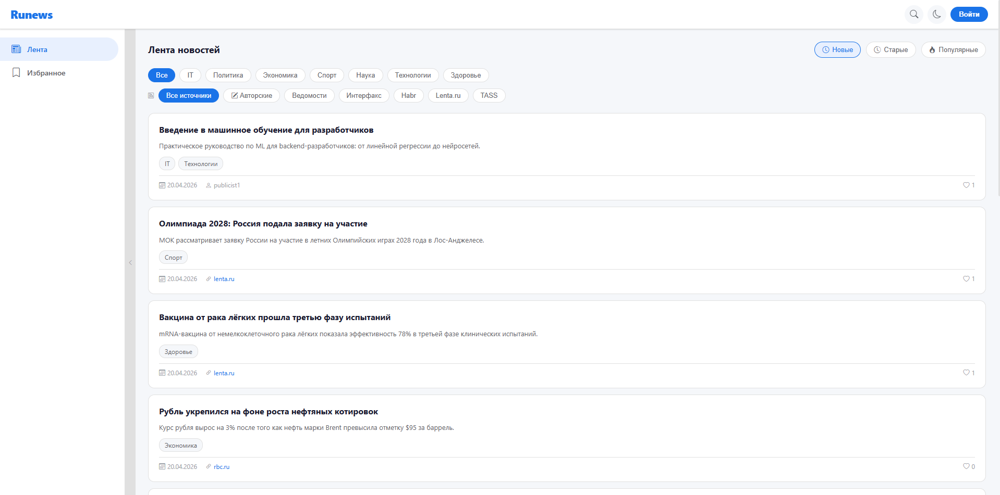 Runews
Войти
Лента
Избранное
Лента новостей
Новые Старые Популярные
Все IT Политика Экономика Спорт Наука Технологии Здоровье
Все источники Авторские Ведомости Интерфакс Habr Lenta.ru TASS
Введение в машинное обучение для разработчиков
Практическое руководство по ML для backend-разработчиков: от линейной регрессии до нейросетей.
IT Технологии
20.04.2026 publicist1 1
Олимпиада 2028: Россия подала заявку на участие
МОК рассматривает заявку России на участие в летних Олимпийских играх 2028 года в Лос-Анджелесе.
Спорт
20.04.2026 lenta.ru 1
Вакцина от рака лёгких прошла третью фазу испытаний
mRNA-вакцина от немелкоклеточного рака лёгких показала эффективность 78% в третьей фазе клинических испытаний.
Здоровье
20.04.2026 lenta.ru 1
Рубль укрепился на фоне роста нефтяных котировок
Курс рубля вырос на 3% после того как нефть марки Brent превысила отметку $95 за баррель.
Экономика
20.04.2026 rbc.ru 0